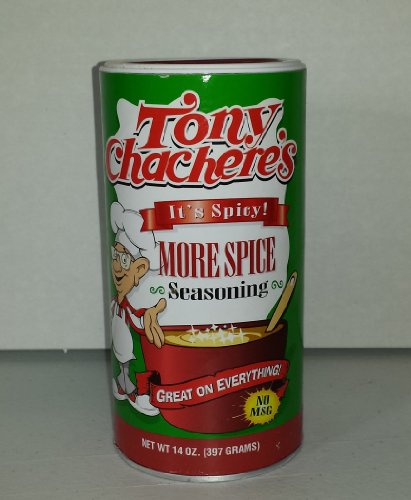 Tony
Chachere's
It's Spicy!
MORE SPICE
Seasoning
GREAT ON EVERYTHING!
NO
MSG
NET WT 14 OZ. (397 GRAMS)